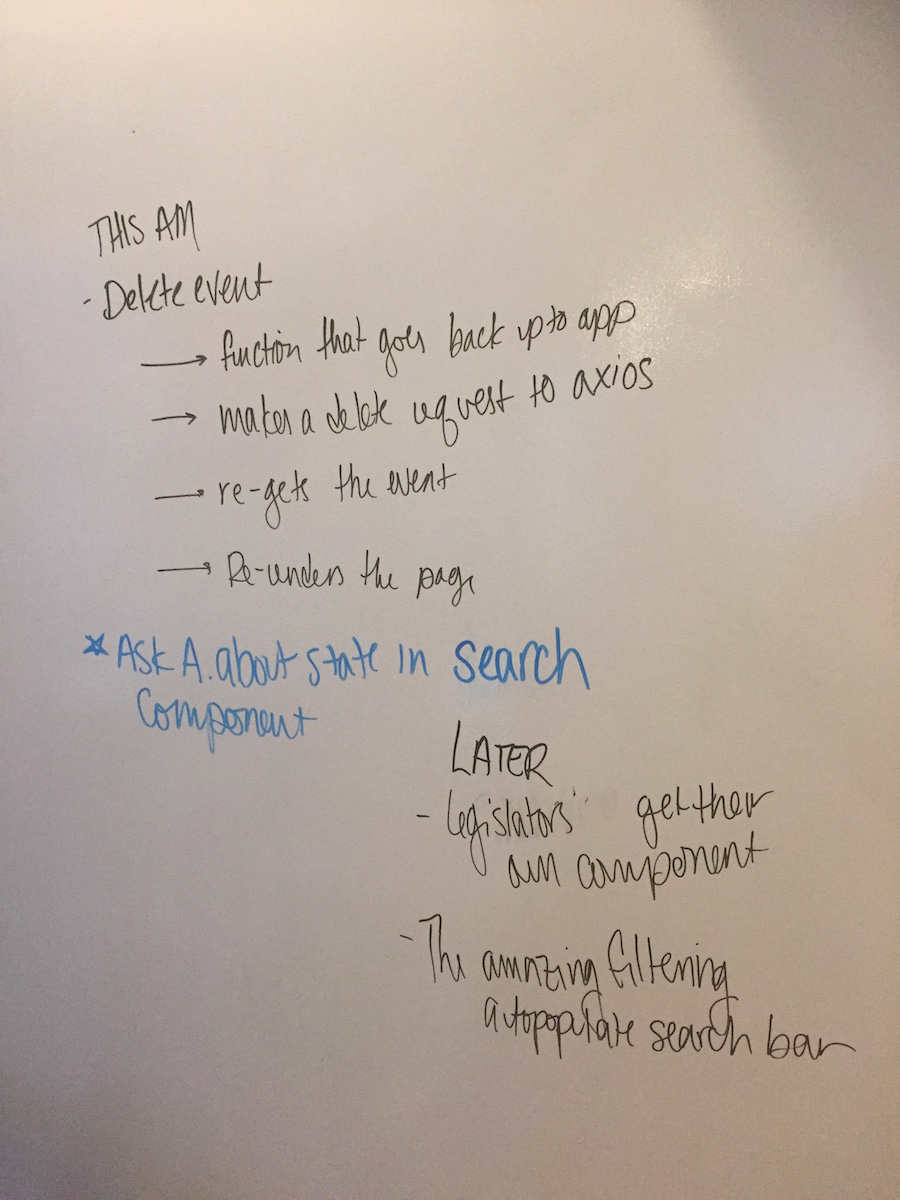 THIS AM
- Delete event
→ function that goes back up to app
→ makes a delete request to axios
→ re-gets the event
→ Re-renders the page
* Ask A. about state in search
component
LATER
- legislators get their
own component
- The amazing filtering
autopopulate search bar